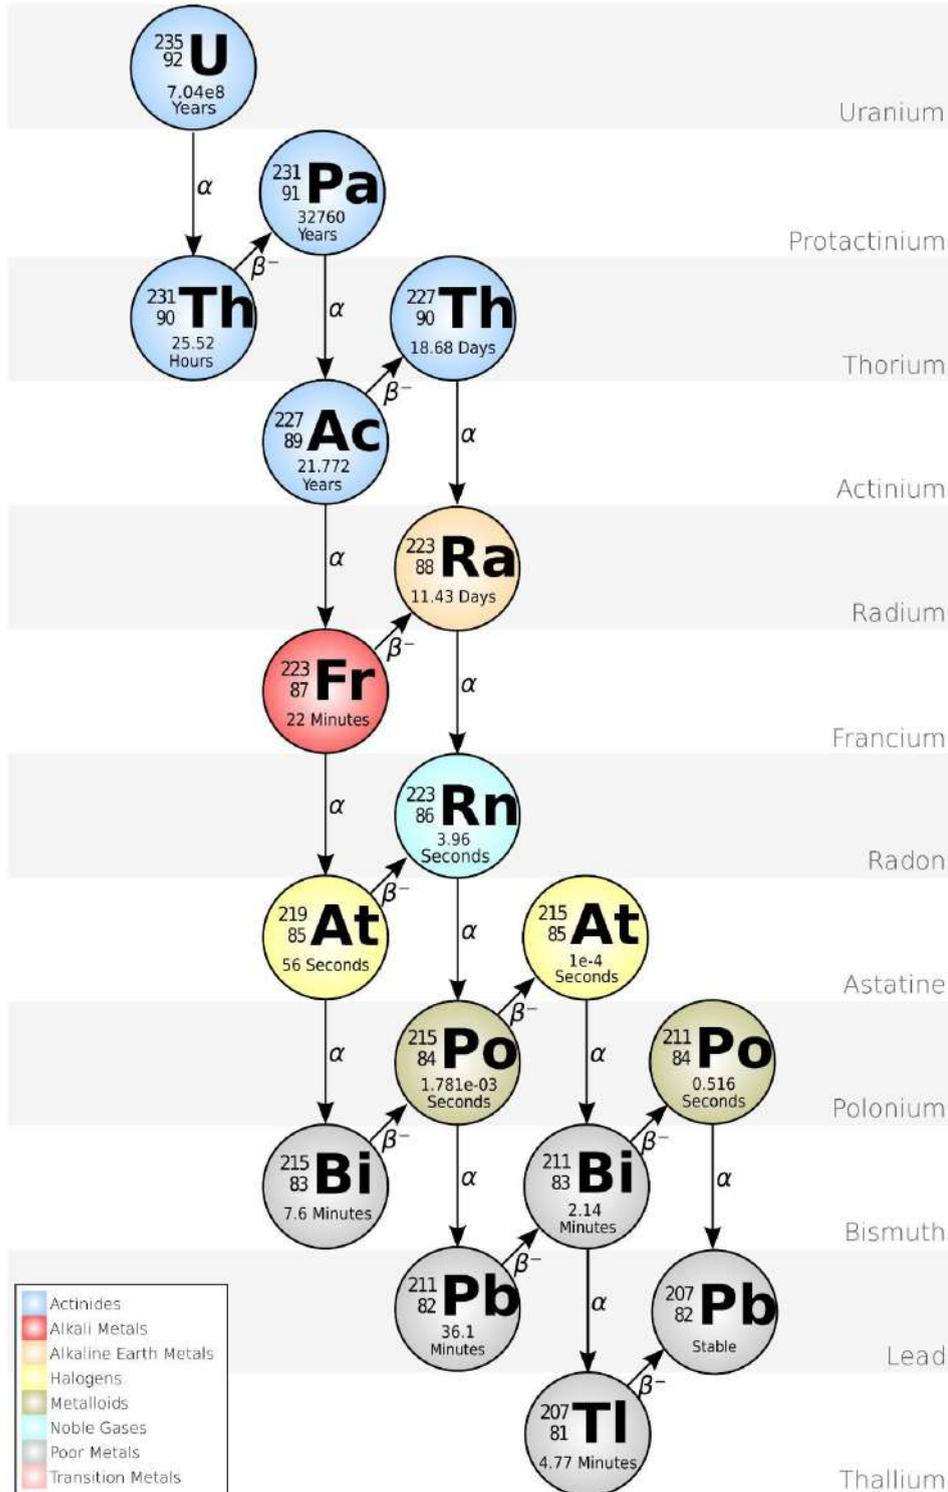 235
92 U
7.04e8
Years
Uranium
α
231
91 Pa
32760
Years
Protactinium
β−
231
90 Th
25.52
Hours
α
227
90 Th
18.68 Days
Thorium
β−
227
89 Ac
21.772
Years
α
Actinium
α
223
88 Ra
11.43 Days
Radium
β−
223
87 Fr
22 Minutes
α
Francium
α
223
86 Rn
3.96
Seconds
Radon
β−
219
85 At
56 Seconds
α
215
85 At
1e-4
Seconds
Astatine
β−
α
215
84 Po
1.781e-03
Seconds
α
211
84 Po
0.516
Seconds
Polonium
β−
β−
215
83 Bi
7.6 Minutes
α
211
83 Bi
2.14
Minutes
α
Bismuth
β−
211
82 Pb
36.1
Minutes
α
207
82 Pb
Stable
Lead
β−
207
81 Tl
4.77 Minutes
Thallium
Actinides
Alkali Metals
Alkaline Earth Metals
Halogens
Metalloids
Noble Gases
Poor Metals
Transition Metals